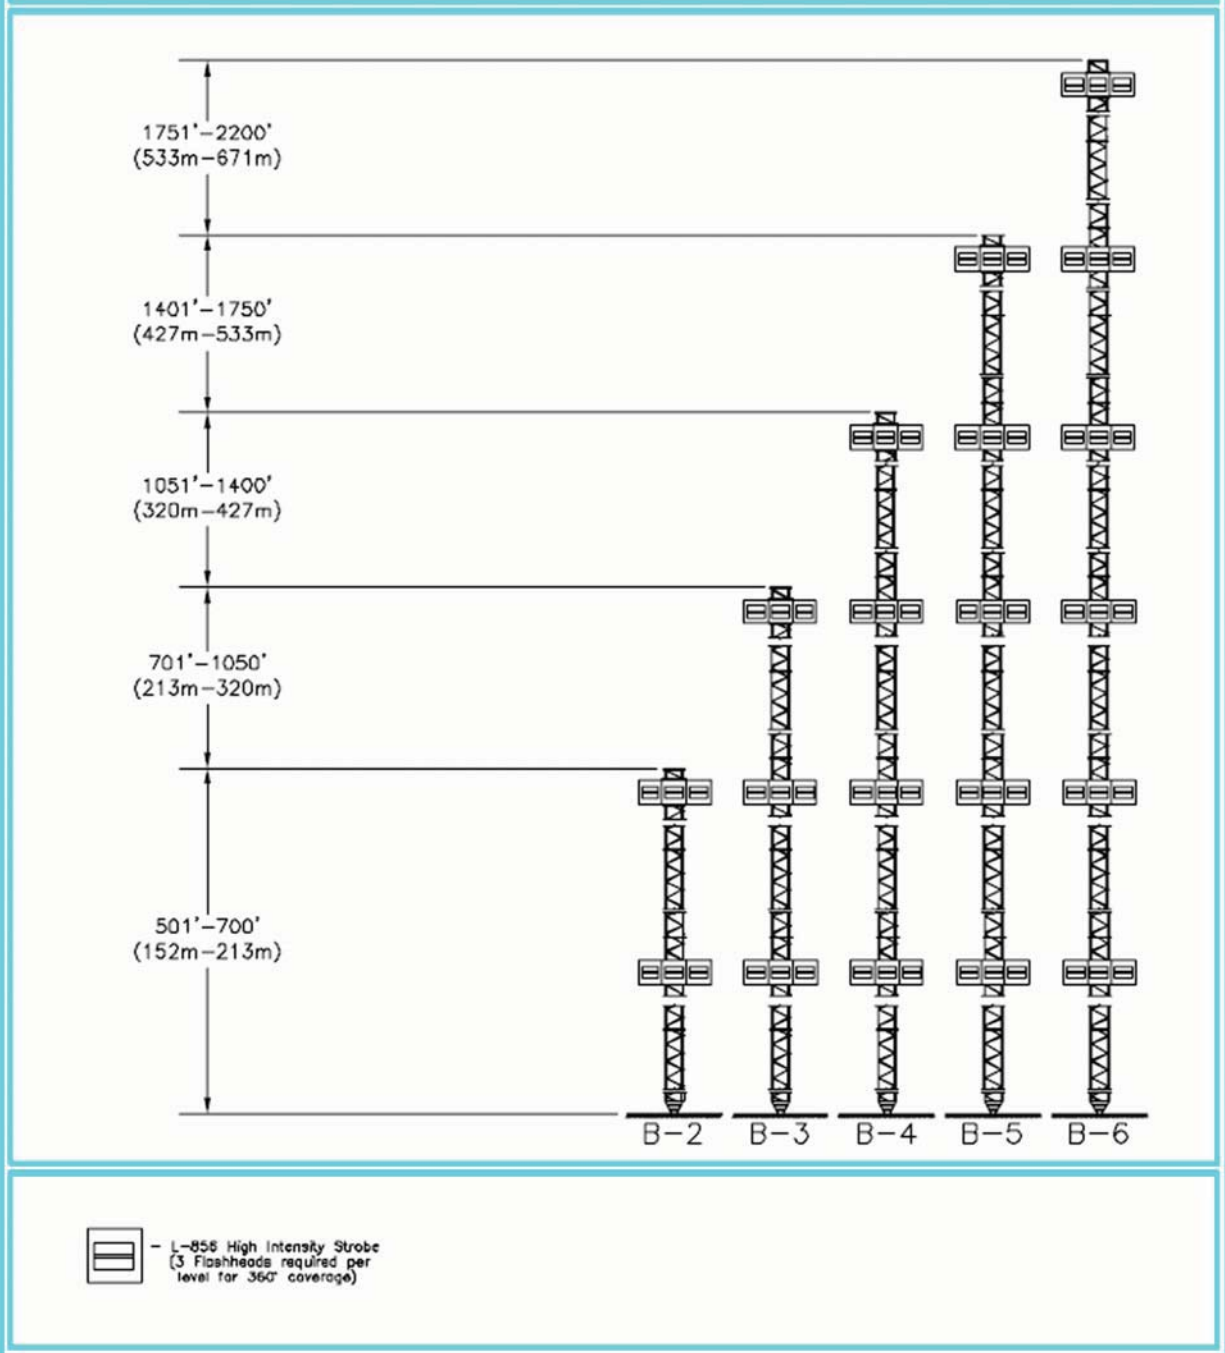 1751'-2200'
(533m-671m)
1401'-1750'
(427m-533m)
1051'-1400'
(320m-427m)
701'-1050'
(213m-320m)
501'-700'
(152m-213m)
B-2 B-3 B-4 B-5 B-6
- L-856 High Intensity Strobe
(3 Flashheads required per
level for 360° coverage)